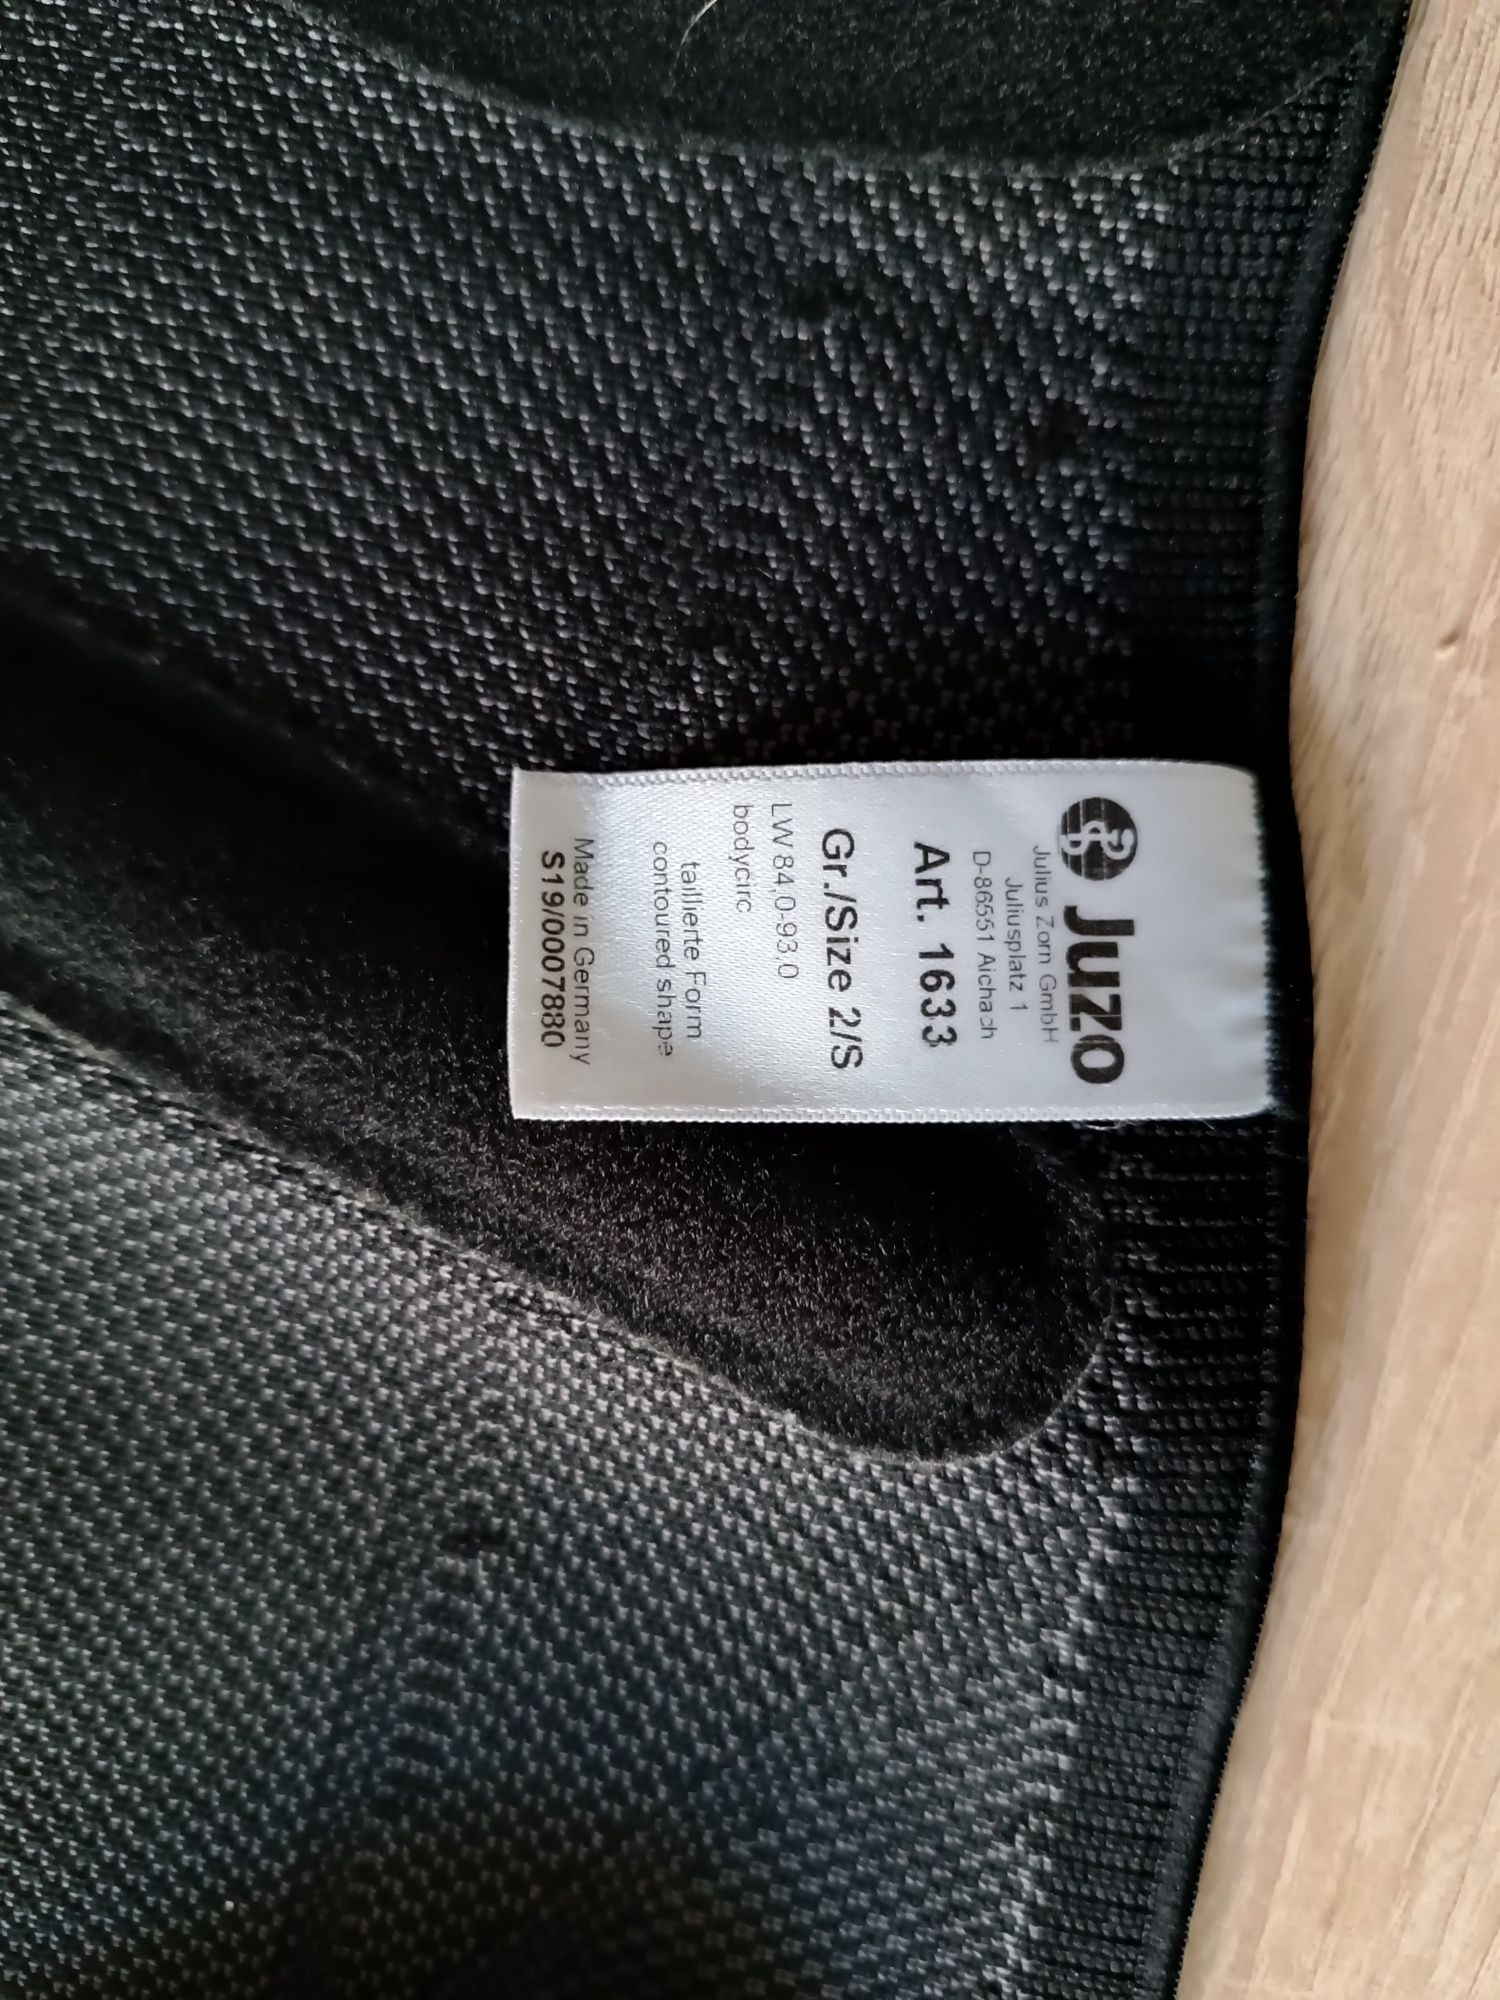 Juzo
Julius Zorn GmbH
Juliusplatz 1
D-86551 Aichach
Art. 1633
Gr./Size 2/S
LW 84,0-93,0
bodycirc
taillierte Form
contoured shape
Made in Germany
S19/0007880